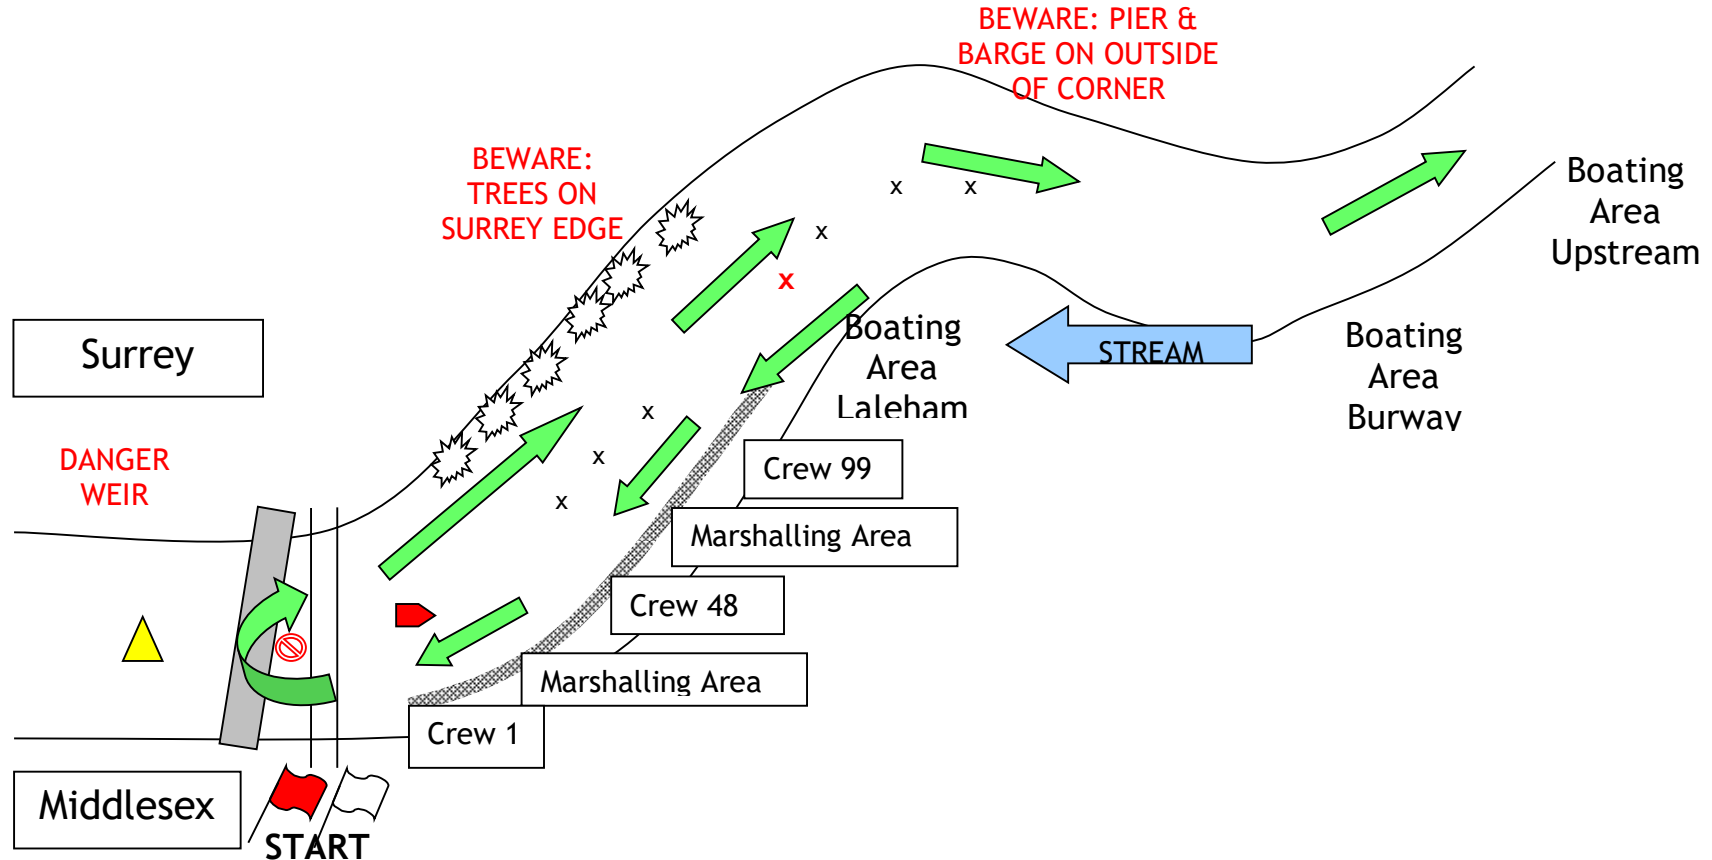 BEWARE: PIER &
BARGE ON OUTSIDE
OF CORNER
BEWARE:
TREES ON
SURREY EDGE
Boating
Area
Upstream
x x
x
x
Surrey
Boating
Area
Laleham
STREAM
Boating
Area
Burway
x
x
x
DANGER
WEIR
Crew 99
Marshalling Area
Crew 48
Marshalling Area
Crew 1
Middlesex
START